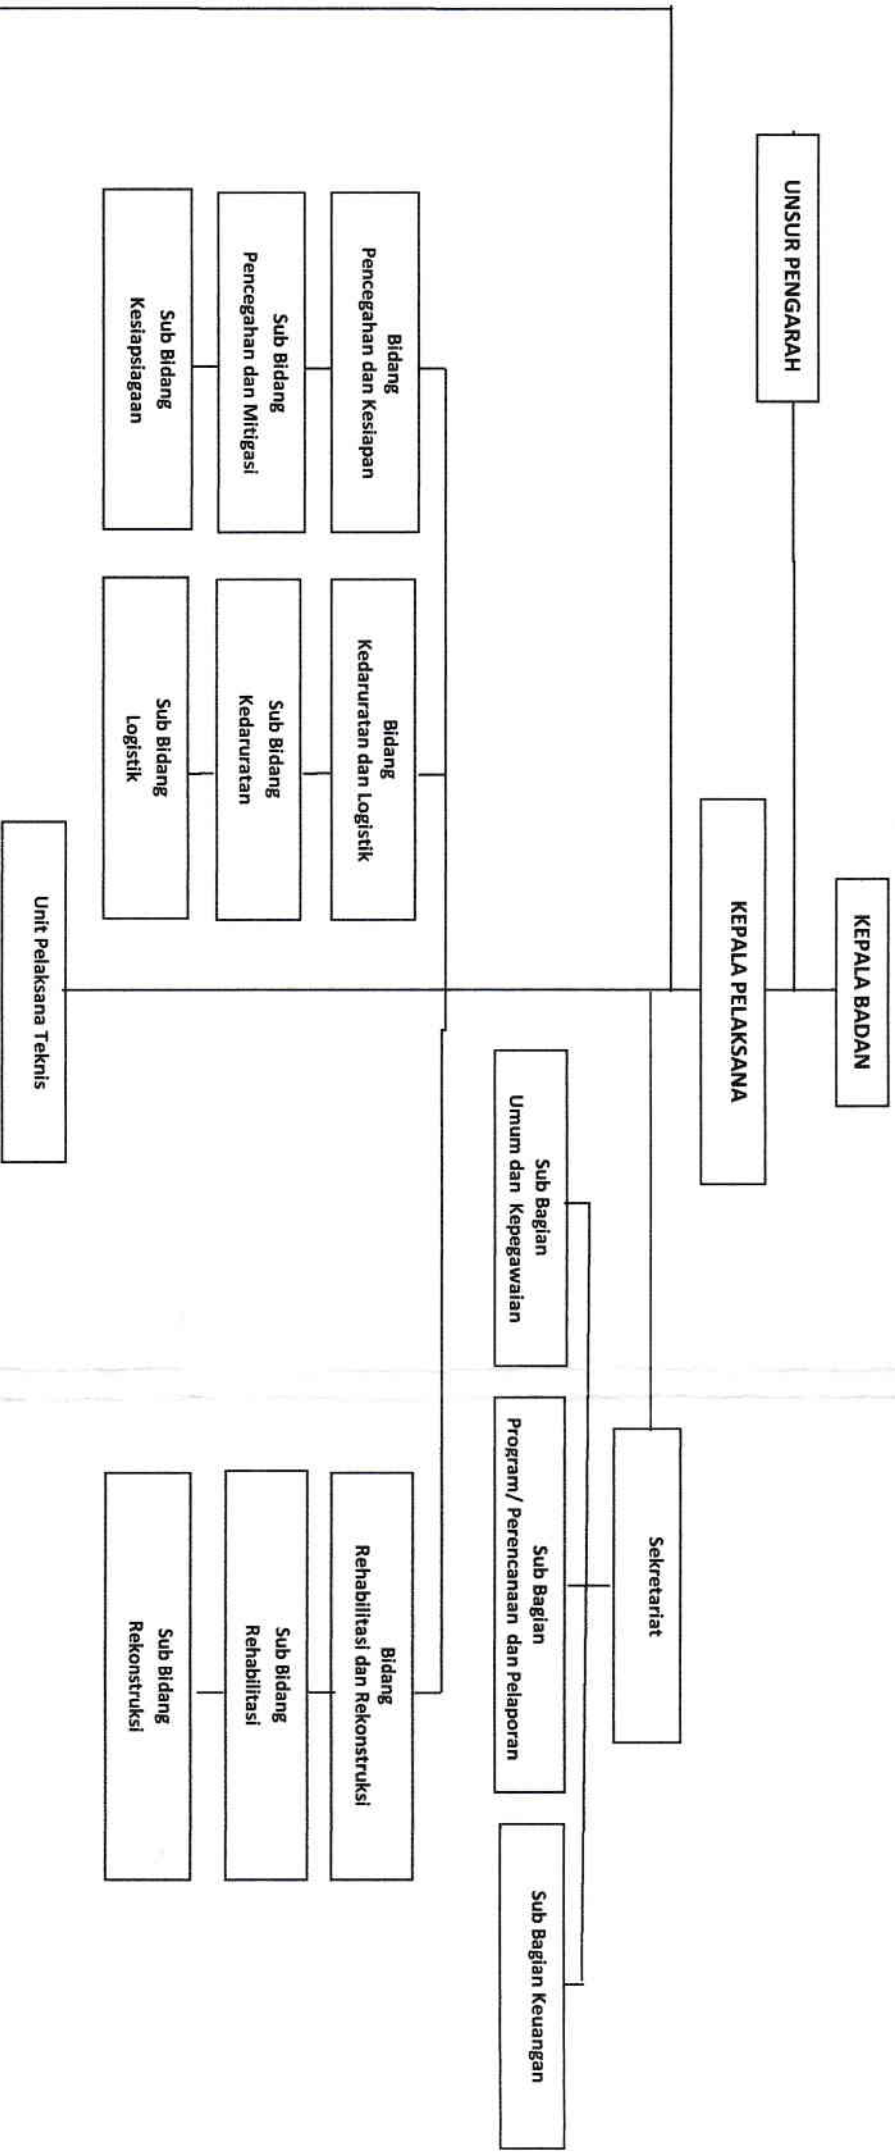 KEPALA BADAN
UNSUR PENGARAH
KEPALA PELAKSANA
Sekretariat
Sub Bagian
Umum dan Kepegawaian
Sub Bagian
Program/ Perencanaan dan Pelaporan
Sub Bagian Keuangan
Bidang
Pencegahan dan Kesiapan
Bidang
Kedaruratan dan Logistik
Bidang
Rehabilitasi dan Rekonstruksi
Sub Bidang
Pencegahan dan Mitigasi
Sub Bidang
Kedaruratan
Sub Bidang
Rehabilitasi
Sub Bidang
Kesiapsiagaan
Sub Bidang
Logistik
Sub Bidang
Rekonstruksi
Unit Pelaksana Teknis